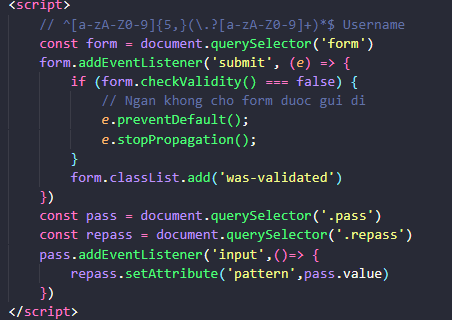 <script>
// ^[a-zA-Z0-9]{5,}(\.?[a-zA-Z0-9]+)*$ Username
const form = document.querySelector('form')
form.addEventListener('submit', (e) => {
if (form.checkValidity() === false) {
// Ngan khong cho form duoc gui di
e.preventDefault();
e.stopPropagation();
}
form.classList.add('was-validated')
})
const pass = document.querySelector('.pass')
const repass = document.querySelector('.repass')
pass.addEventListener('input',()=> {
repass.setAttribute('pattern',pass.value)
})
</script>